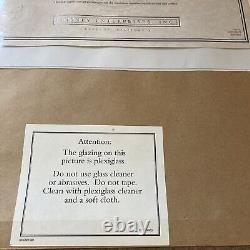 DISNEY ENTERPRISES, INC.
Attention:
The glazing on this
picture is plexiglass.
Do not use glass cleaner
or abrasives. Do not tape.
Clean with plexiglass cleaner
and a soft cloth.